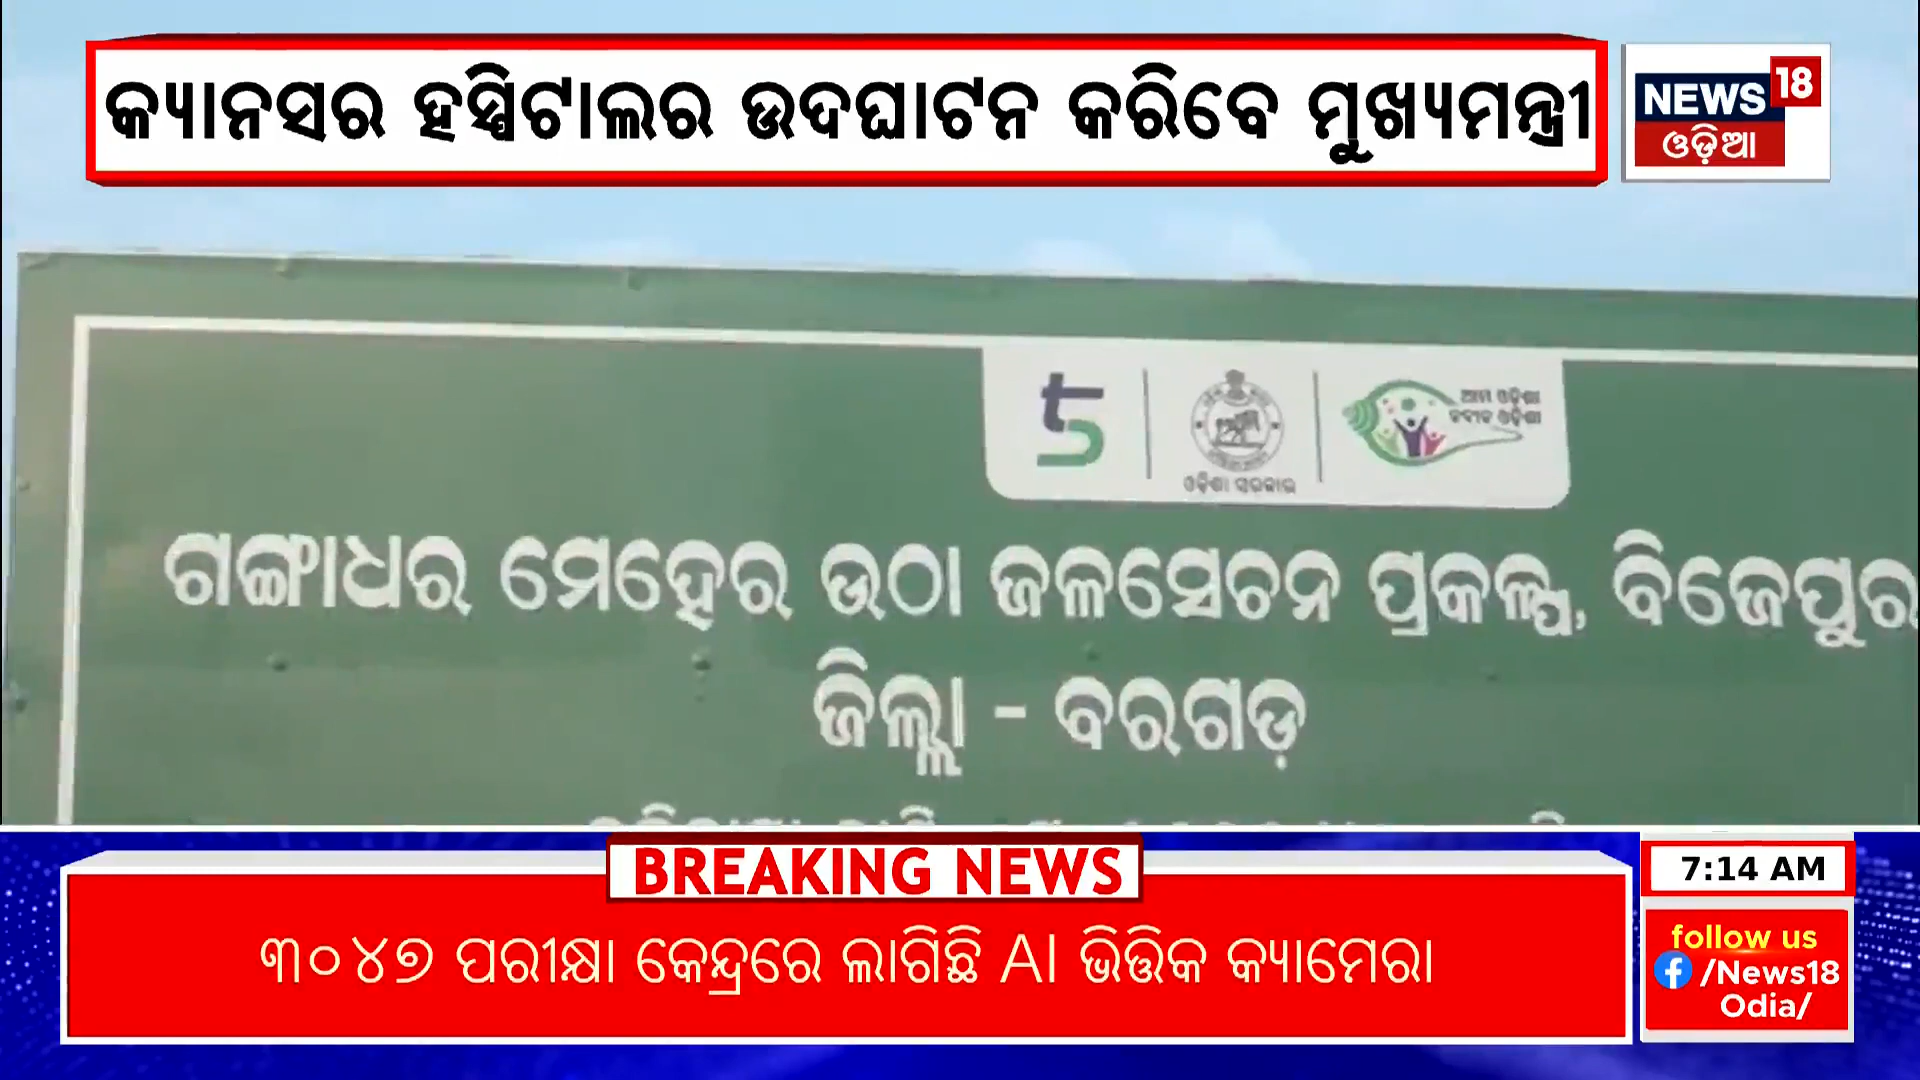 କ୍ୟାନସର ହସ୍ପିଟାଲର ଉଦଘାଟନ କରିବେ ମୁଖ୍ୟମନ୍ତ୍ରୀ
NEWS 18
ଓଡ଼ିଆ
t5
ଓଡ଼ିଶା ସରକାର
ଆମ ଓଡ଼ିଶା
ନବୀନ ଓଡ଼ିଶା
ଗଙ୍ଗାଧର ମେହେର ଉଠା ଜଳସେଚନ ପ୍ରକଳ୍ପ, ବିଜେପୁର
ଜିଲ୍ଲା - ବରଗଡ଼
BREAKING NEWS
୩୦୪୭ ପରୀକ୍ଷା କେନ୍ଦ୍ରରେ ଲାଗିଛି AI ଭିତ୍ତିକ କ୍ୟାମେରା
7:14 AM
follow us
/News18
Odia/